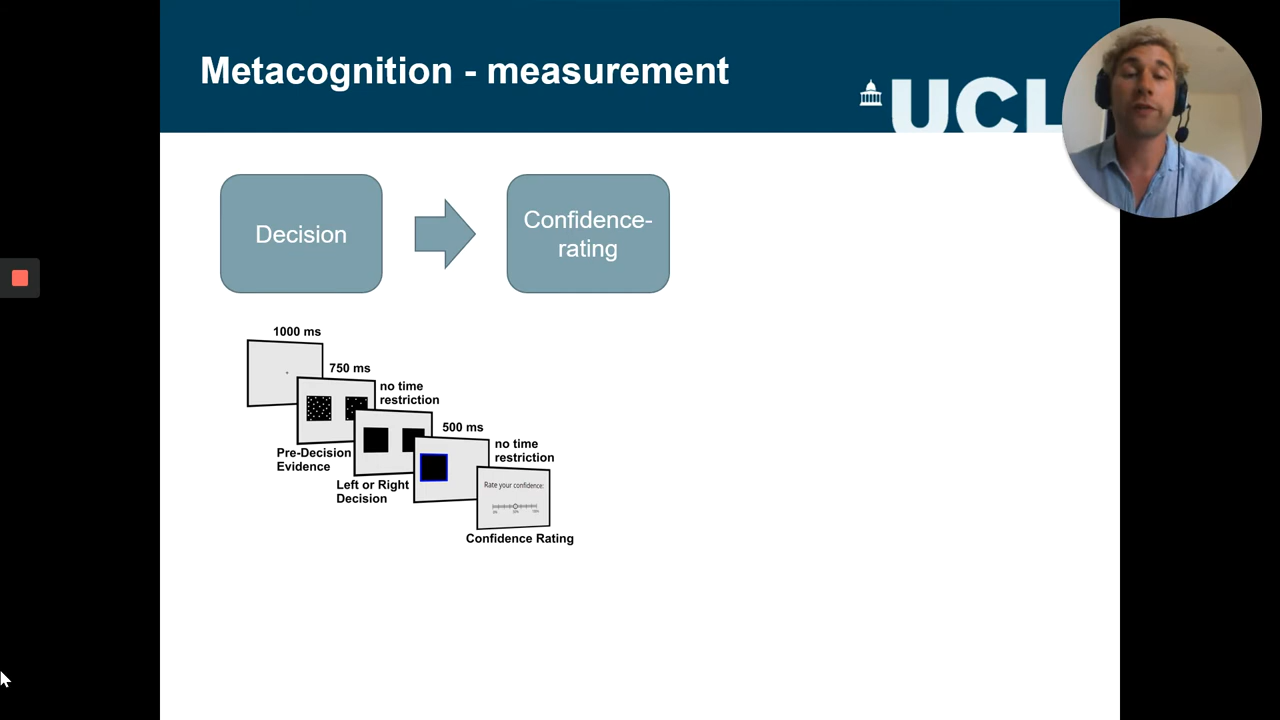 Metacognition - measurement
UCL
Decision
Confidence-
rating
1000 ms
750 ms
no time
restriction
500 ms
no time
restriction
Pre-Decision
Evidence
Left or Right
Decision
Rate your confidence:
Confidence Rating